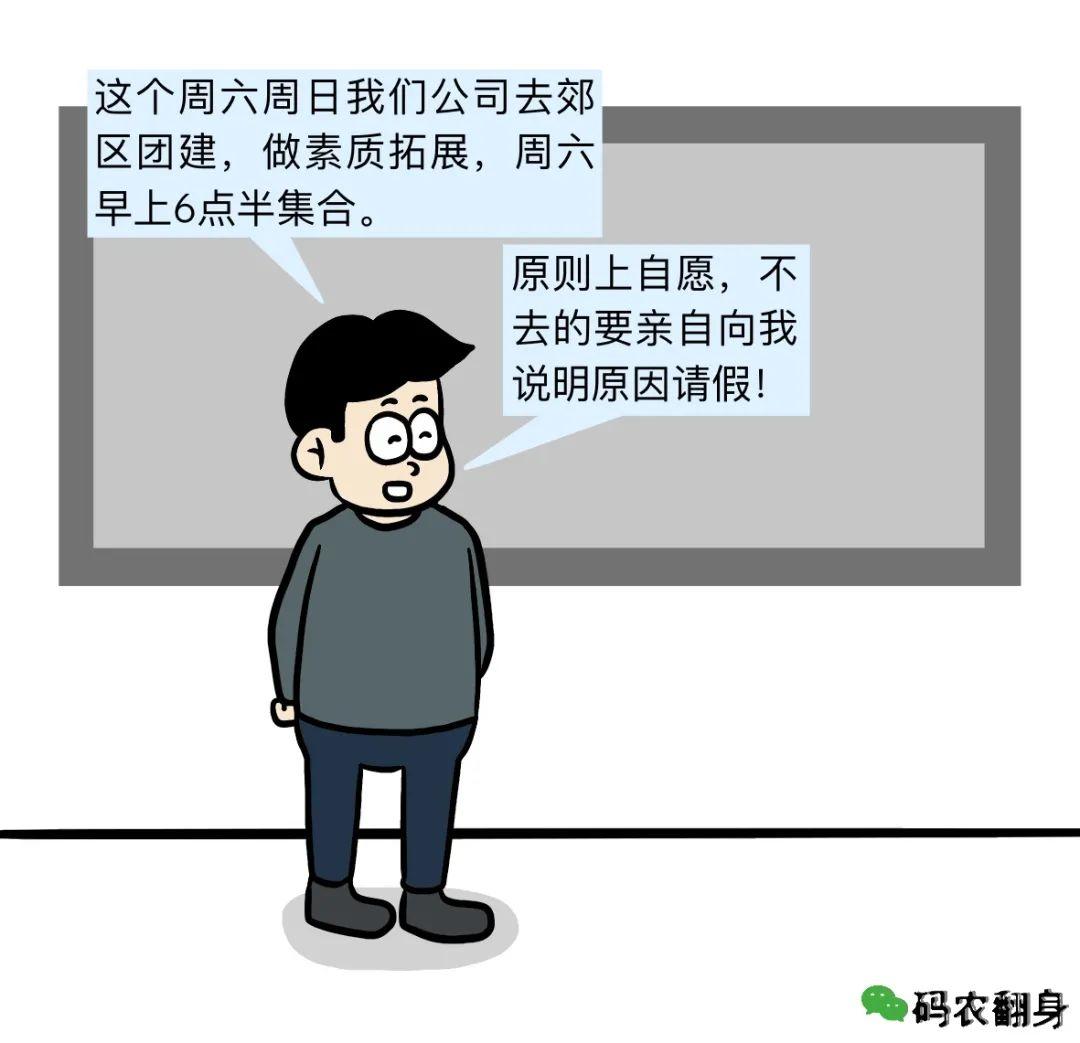 这个周六周日我们公司去郊
区团建，做素质拓展，周六
早上6点半集合。
原则上自愿，不
去的要亲自向我
说明原因请假！
码农翻身